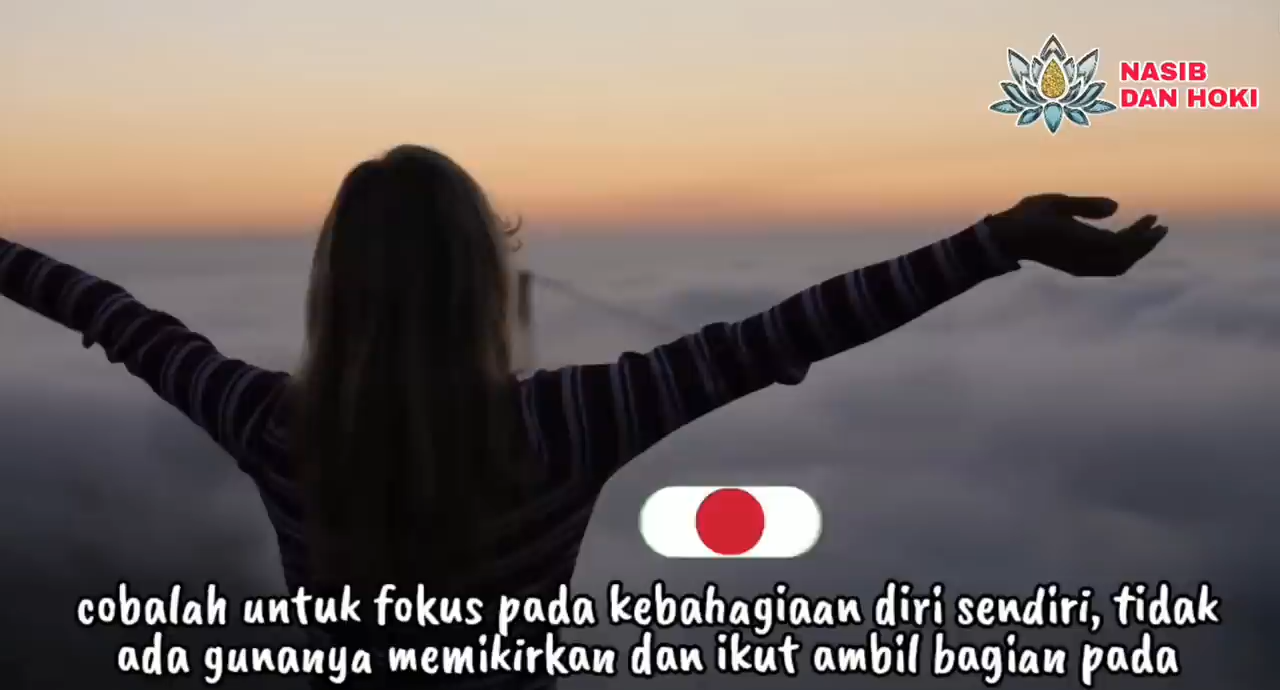 NASIB
DAN HOKI
cobalah untuk fokus pada kebahagiaan diri sendiri, tidak
ada gunanya memikirkan dan ikut ambil bagian pada